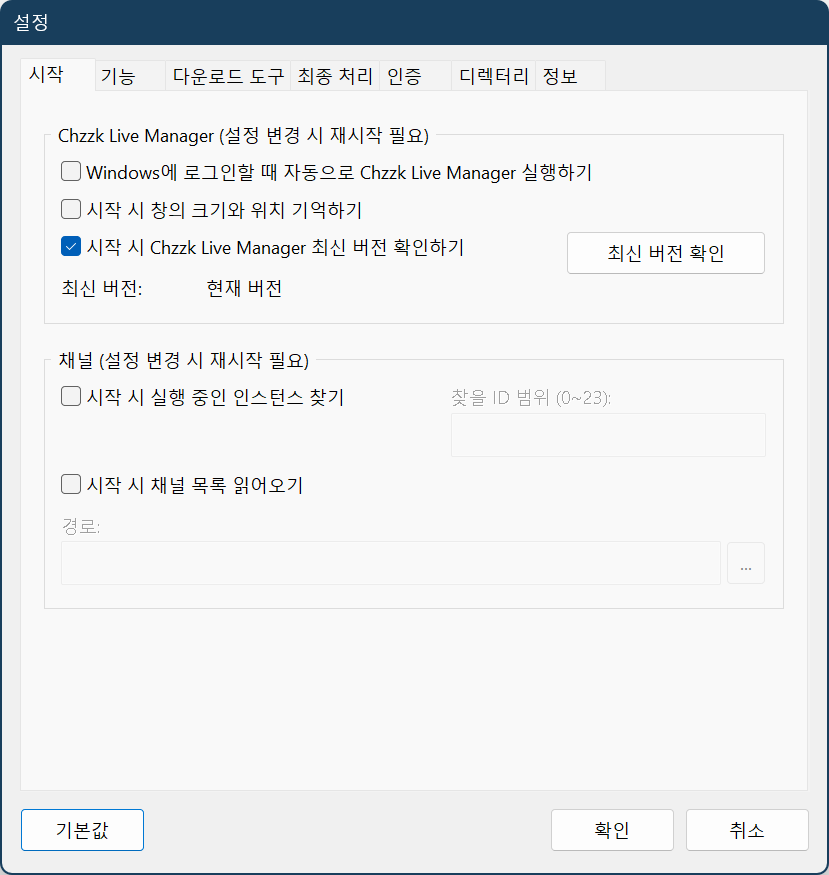 설정
시작 기능 다운로드 도구 최종 처리 인증 디렉터리 정보
Chzzk Live Manager (설정 변경 시 재시작 필요)
Windows에 로그인할 때 자동으로 Chzzk Live Manager 실행하기
시작 시 창의 크기와 위치 기억하기
시작 시 Chzzk Live Manager 최신 버전 확인하기
최신 버전 확인
최신 버전: 현재 버전
채널 (설정 변경 시 재시작 필요)
시작 시 실행 중인 인스턴스 찾기 찾을 ID 범위 (0~23):
시작 시 채널 목록 읽어오기
경로:
...
기본값 확인 취소